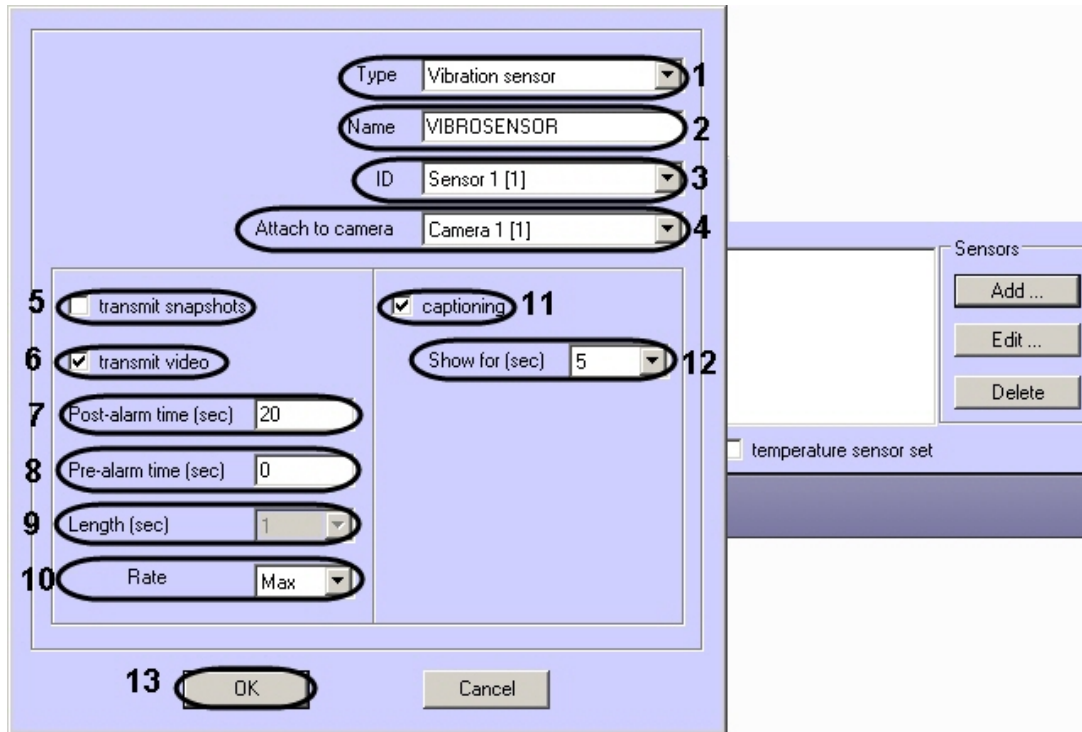 Type Vibration sensor 1
Name VIBROSENSOR 2
ID Sensor 1 [1] 3
Attach to camera Camera 1 [1] 4
5 transmit snapshots
6 transmit video
7 Post-alarm time (sec) 20
8 Pre-alarm time (sec) 0
9 Length (sec) 1
10 Rate Max
captioning 11
Show for (sec) 5 12
13 OK
Cancel
Sensors
Add ...
Edit ...
Delete
temperature sensor set